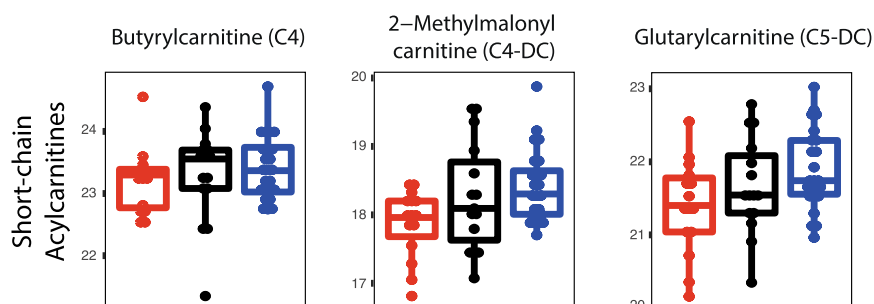 Butyrylcarnitine (C4)
2−Methylmalonyl
carnitine (C4-DC)
Glutarylcarnitine (C5-DC)
Short-chain
Acylcarnitines
24
23
22
20
19
18
17
23
22
21